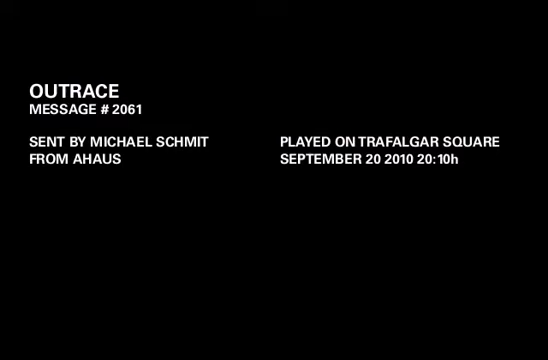 OUTRACE
MESSAGE # 2061
SENT BY MICHAEL SCHMIT
FROM AHAUS
PLAYED ON TRAFALGAR SQUARE
SEPTEMBER 20 2010 20:10h